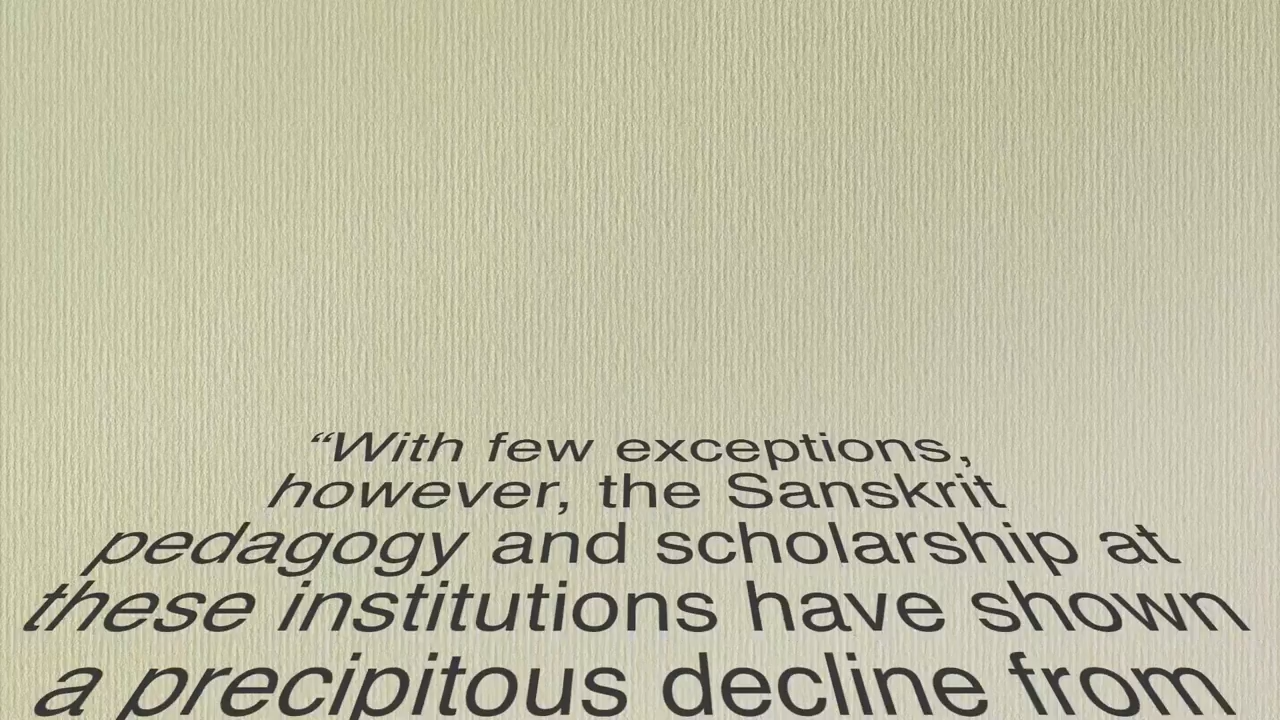 “With few exceptions,
however, the Sanskrit
pedagogy and scholarship at
these institutions have shown
a precipitous decline from